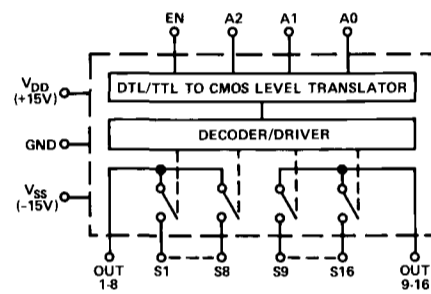 EN A2 A1 A0
VDD
(+15V)
DTL/TTL TO CMOS LEVEL TRANSLATOR
GND
DECODER/DRIVER
VSS
(−15V)
OUT
1-8
S1 S8 S9 S16
OUT
9-16